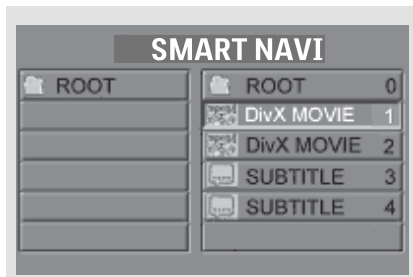 SMART NAVI
ROOT
ROOT 0
DivX MOVIE 1
DivX MOVIE 2
SUBTITLE 3
SUBTITLE 4